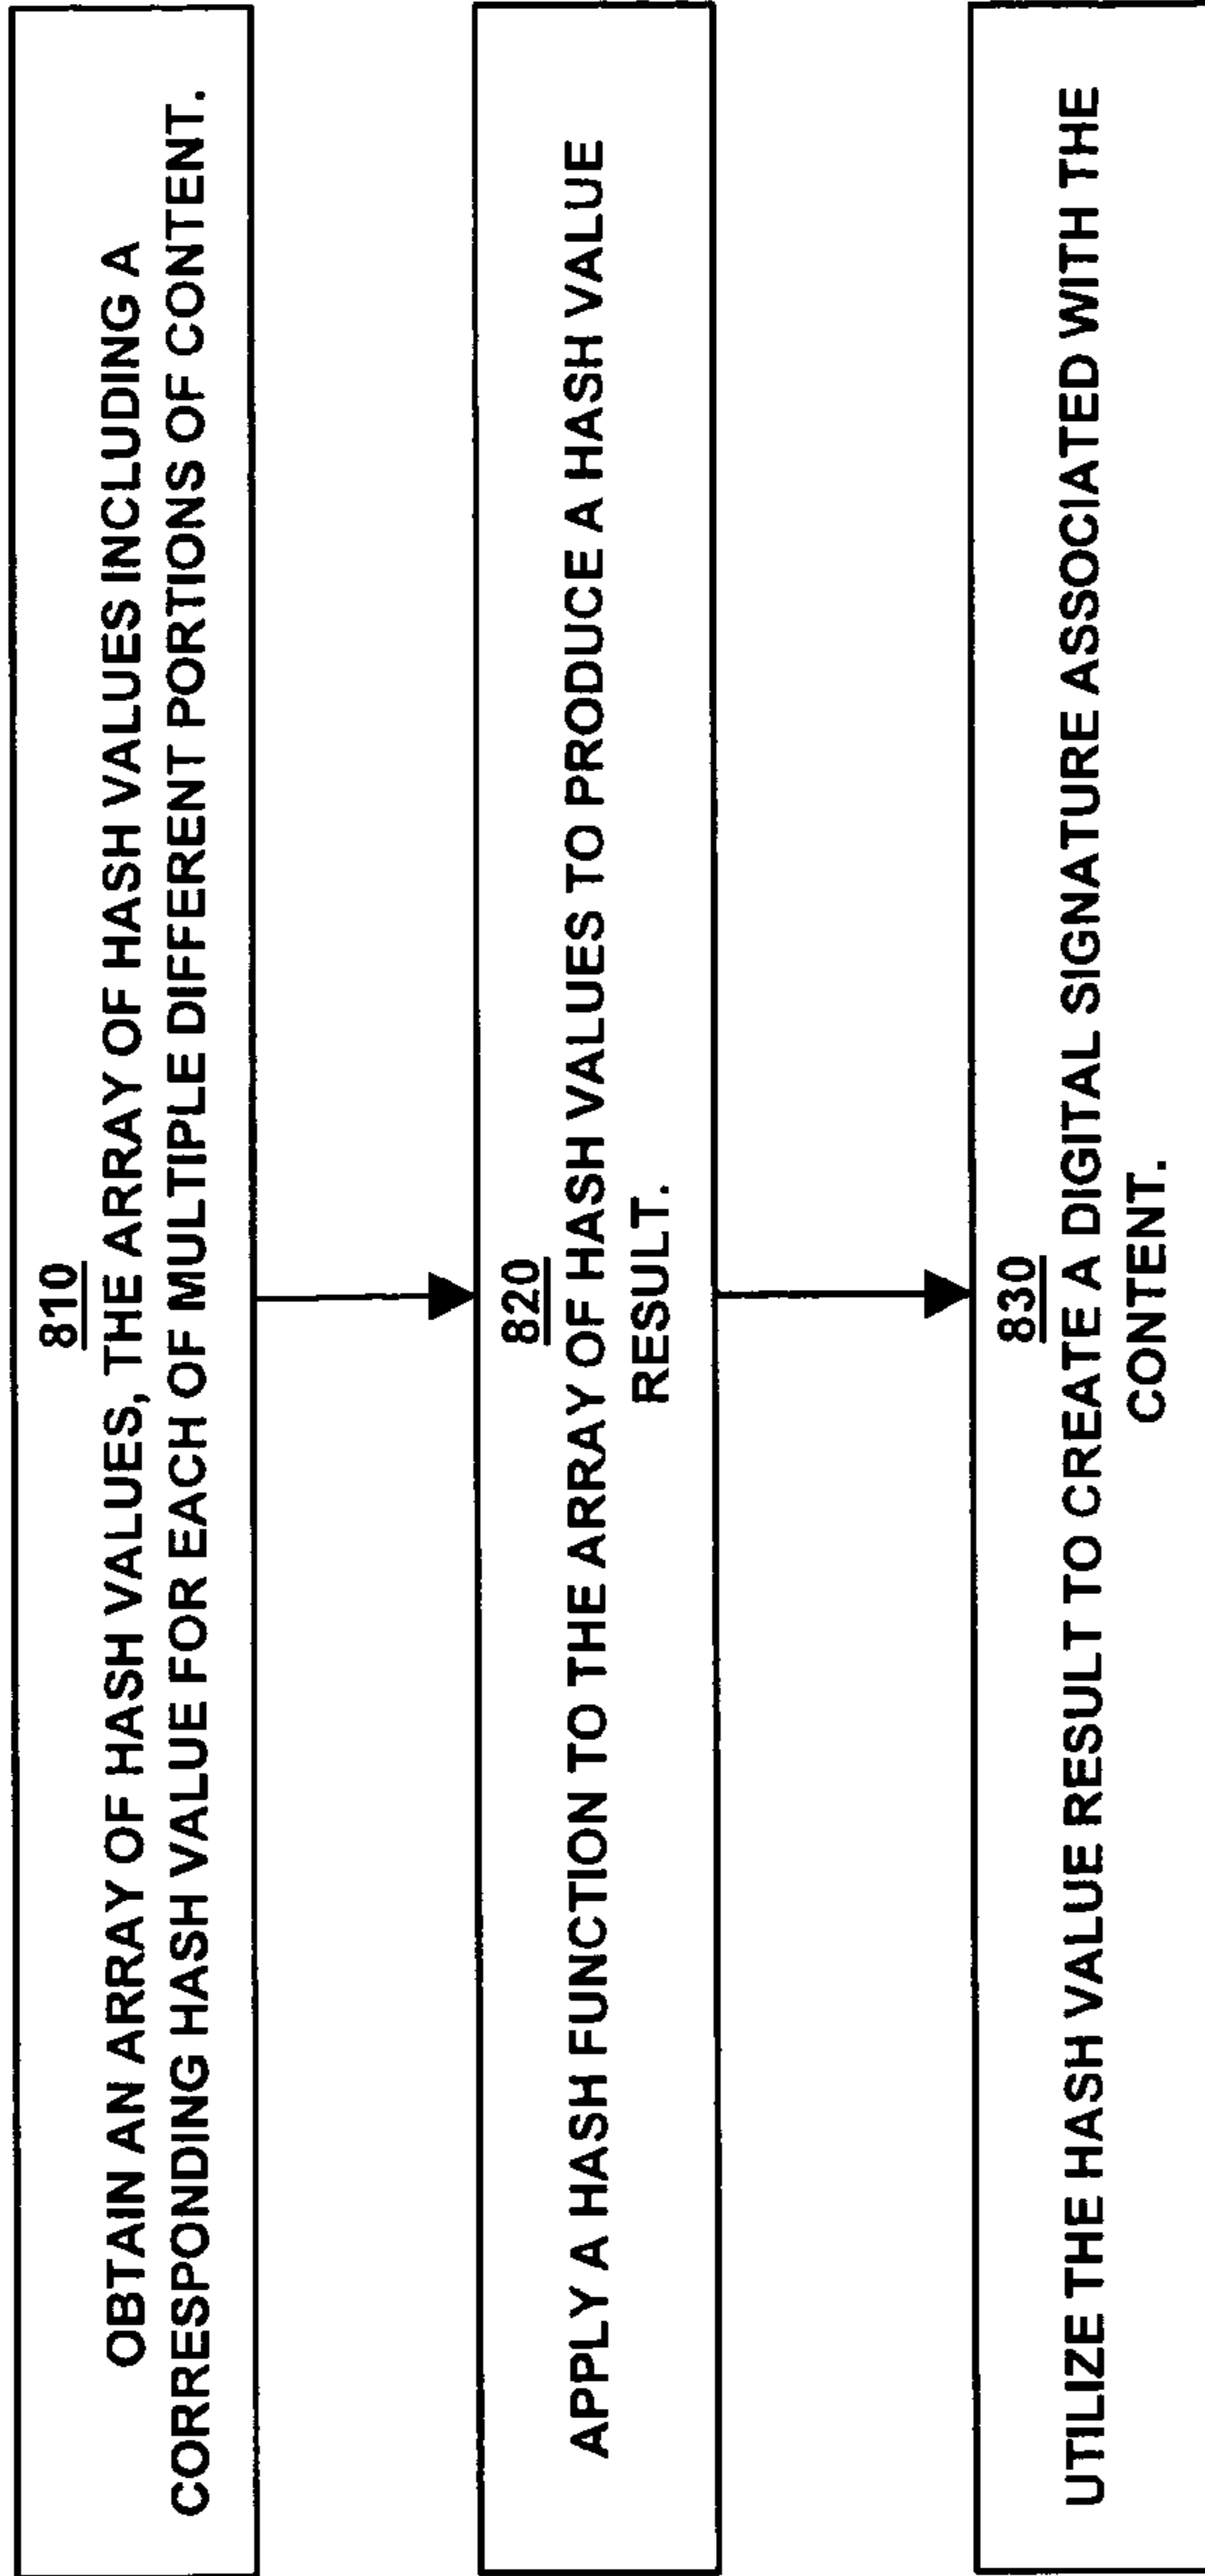 810
OBTAIN AN ARRAY OF HASH VALUES, THE ARRAY OF HASH VALUES INCLUDING A
CORRESPONDING HASH VALUE FOR EACH OF MULTIPLE DIFFERENT PORTIONS OF CONTENT.
820
APPLY A HASH FUNCTION TO THE ARRAY OF HASH VALUES TO PRODUCE A HASH VALUE
RESULT.
830
UTILIZE THE HASH VALUE RESULT TO CREATE A DIGITAL SIGNATURE ASSOCIATED WITH THE
CONTENT.